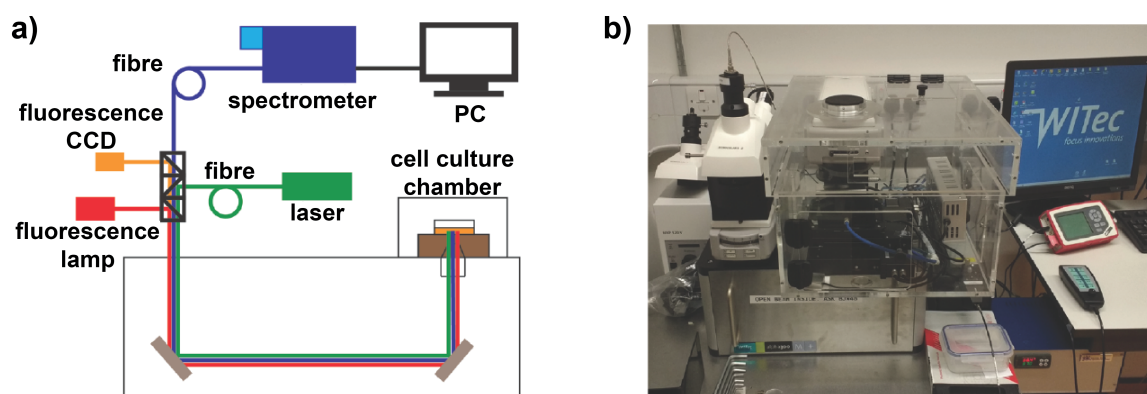 a)
fibre
spectrometer
PC
fluorescence
CCD
fibre
laser
cell culture
chamber
fluorescence
lamp
b)
WITec
focus innovations